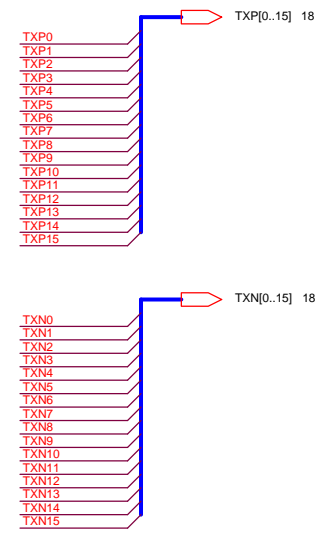 TXP[0..15] 18
TXP0
TXP1
TXP2
TXP3
TXP4
TXP5
TXP6
TXP7
TXP8
TXP9
TXP10
TXP11
TXP12
TXP13
TXP14
TXP15
TXN[0..15] 18
TXN0
TXN1
TXN2
TXN3
TXN4
TXN5
TXN6
TXN7
TXN8
TXN9
TXN10
TXN11
TXN12
TXN13
TXN14
TXN15